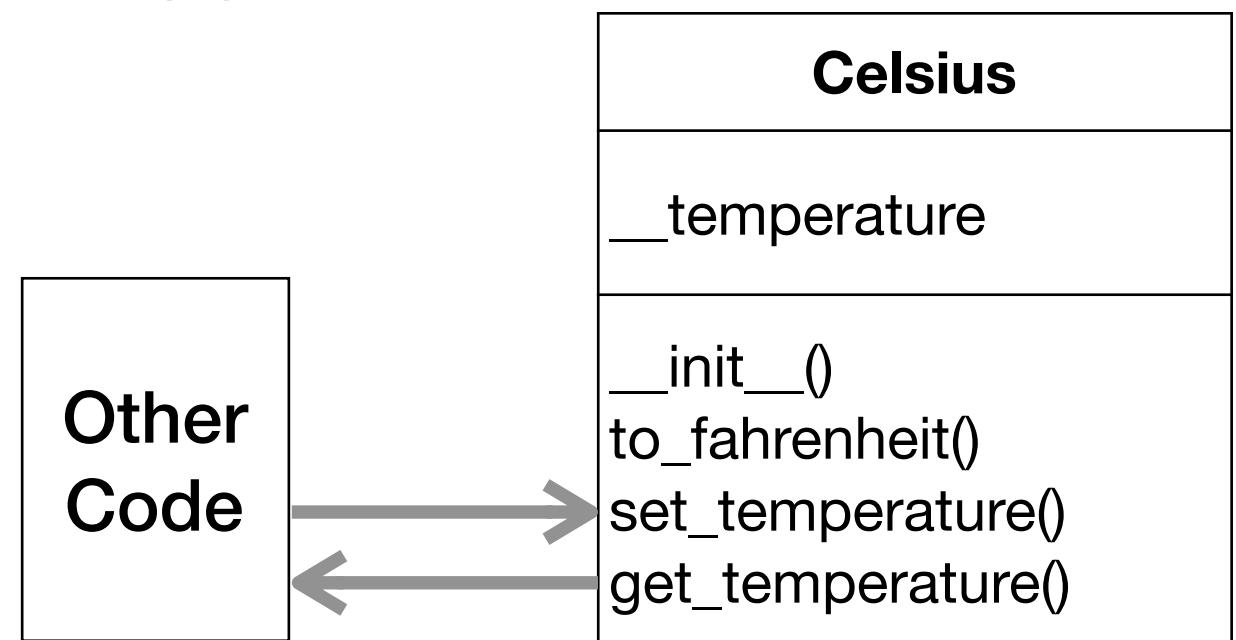 Celsius
__temperature
__init__()
to_fahrenheit()
set_temperature()
get_temperature()
Other
Code